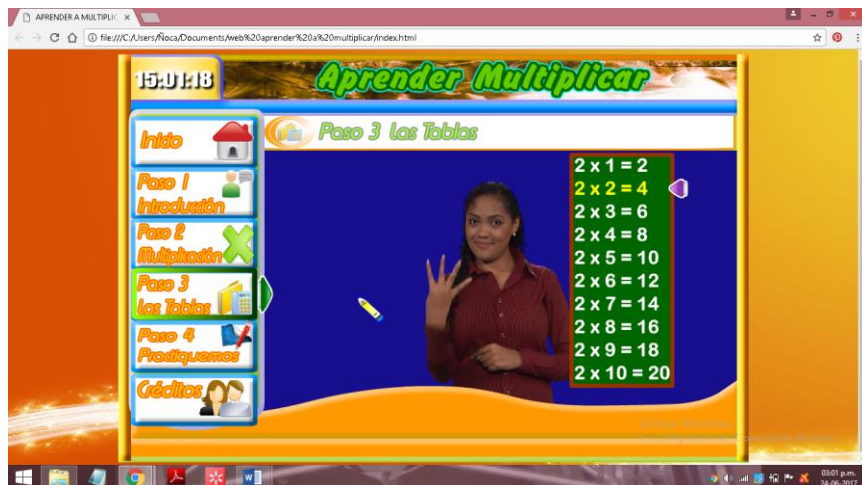 APRENDER A MULTIPLIC
file:///C:/Users/Ñoca/Documents/web%20aprender%20a%20multiplicar/index.html
15:01:18
Aprender Multiplicar
Inicio
Paso 3 Las Tablas
Paso 1
Introducción
Paso 2
Multiplicación
Paso 3
Las Tablas
Paso 4
Practiquemos
Créditos
2 x 1 = 2
2 x 2 = 4
2 x 3 = 6
2 x 4 = 8
2 x 5 = 10
2 x 6 = 12
2 x 7 = 14
2 x 8 = 16
2 x 9 = 18
2 x 10 = 20
03:01 p.m.
24-06-2017